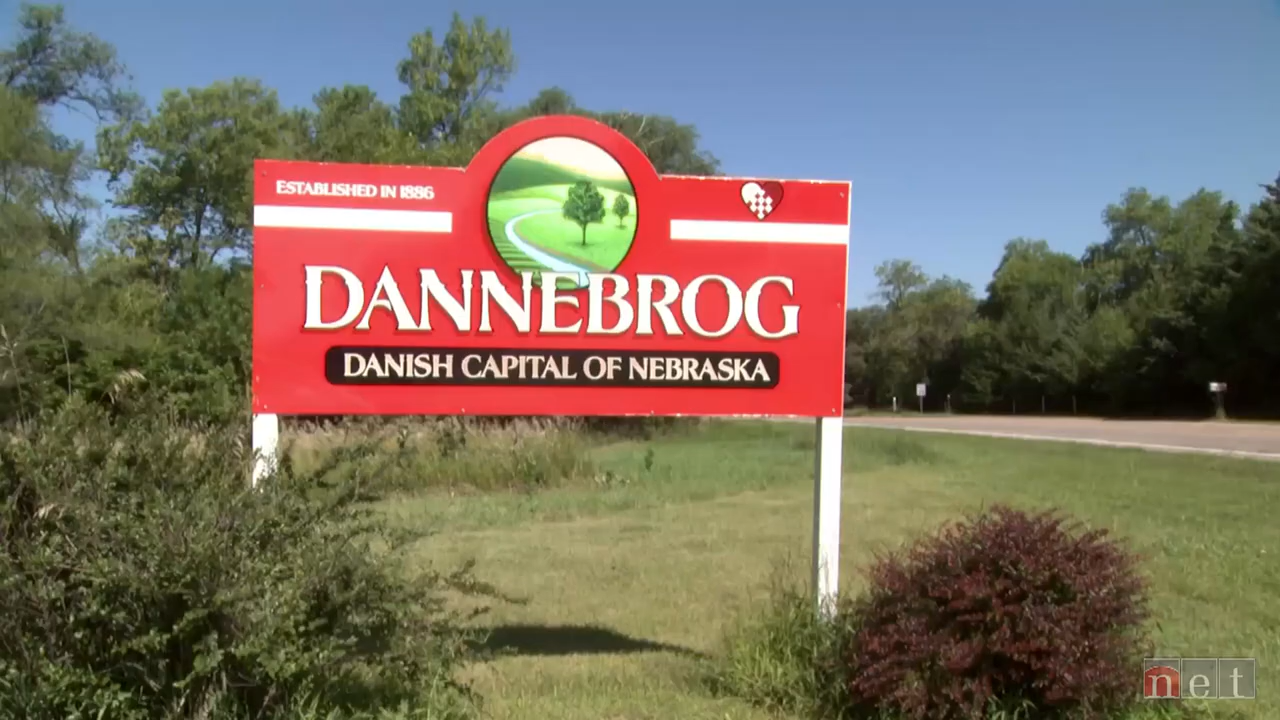 ESTABLISHED IN 1886
DANNEBROG
DANISH CAPITAL OF NEBRASKA
net